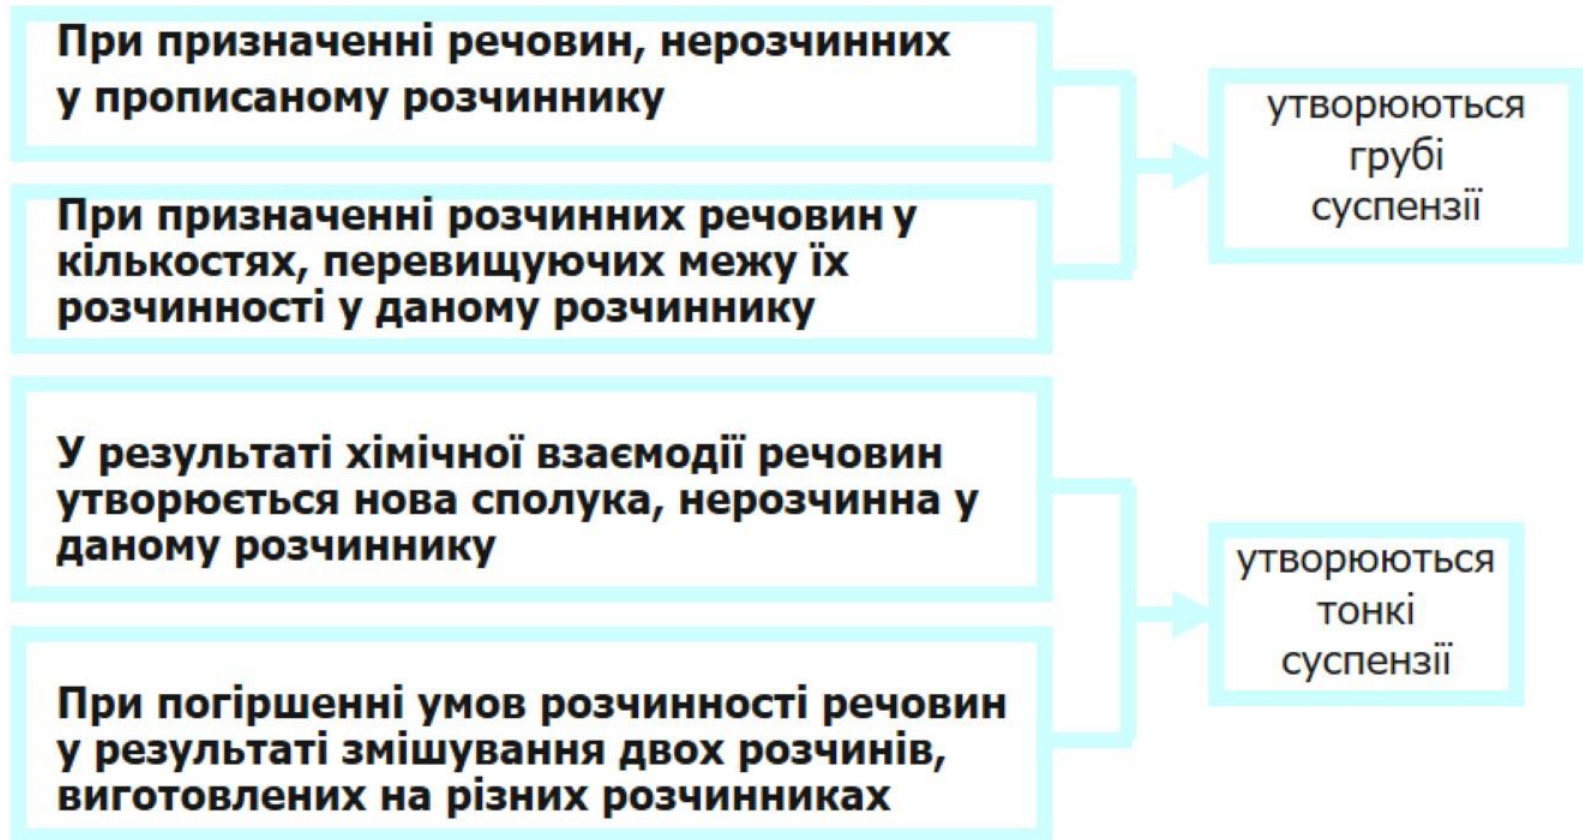 При призначенні речовин, нерозчинних
у прописаному розчиннику
утворюються
грубі
суспензії
При призначенні розчинних речовин у
кількостях, перевищуючих межу їх
розчинності у даному розчиннику
У результаті хімічної взаємодії речовин
утворюється нова сполука, нерозчинна у
даному розчиннику
утворюються
тонкі
суспензії
При погіршенні умов розчинності речовин
у результаті змішування двох розчинів,
виготовлених на різних розчинниках